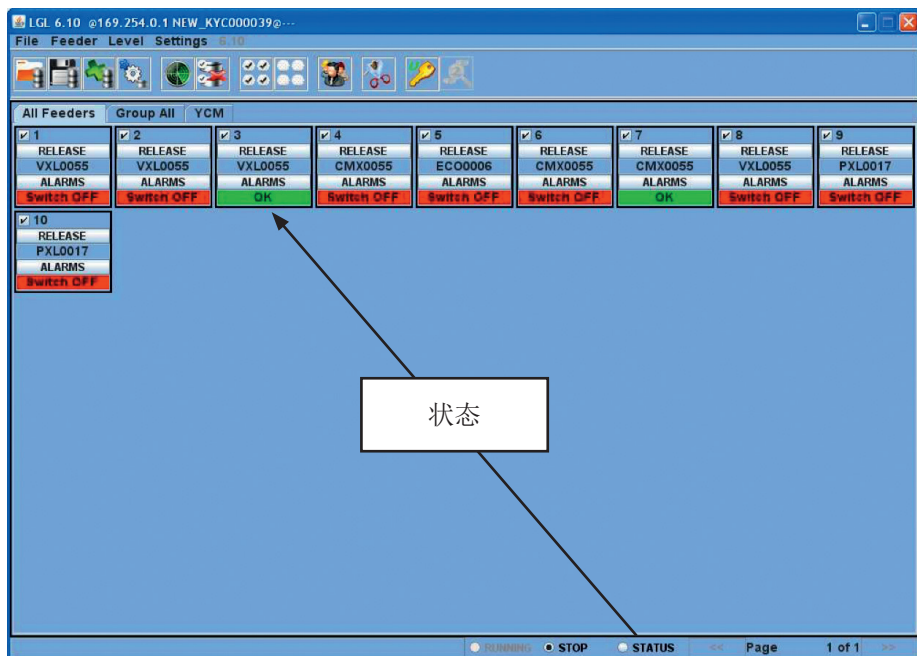 LGL 6.10 @169.254.0.1 NEW_KYC000039@---
File Feeder Level Settings 6.10
All Feeders Group All YCM
1 2 3 4 5 6 7 8 9
RELEASE RELEASE RELEASE RELEASE RELEASE RELEASE RELEASE RELEASE RELEASE
VXL0055 VXL0055 VXL0055 CMX0055 ECO0006 CMX0055 CMX0055 VXL0055 PXL0017
ALARMS ALARMS ALARMS ALARMS ALARMS ALARMS ALARMS ALARMS ALARMS
Switch OFF Switch OFF OK Switch OFF Switch OFF Switch OFF OK Switch OFF Switch OFF
10
RELEASE
PXL0017
ALARMS
Switch OFF
状态
RUNNING STOP STATUS << Page 1 of 1 >>